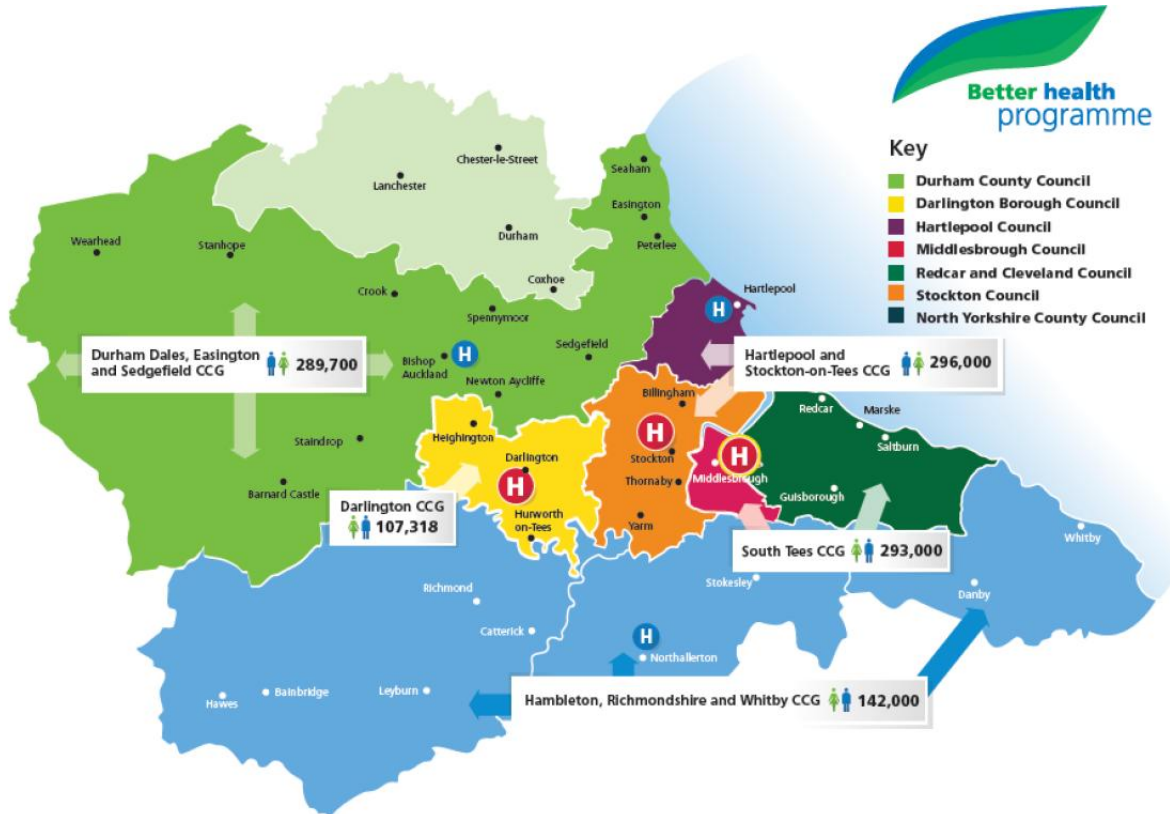 Better health
programme
Key
Durham County Council
Darlington Borough Council
Hartlepool Council
Middlesbrough Council
Redcar and Cleveland Council
Stockton Council
North Yorkshire County Council
Chester-le-Street
Lanchester
Seaham
Easington
Durham
Peterlee
Wearhead
Stanhope
Coxhoe
Crook
Hartlepool
H
Spennymoor
Durham Dales, Easington
and Sedgefield CCG
289,700
Bishop
Auckland
H
Sedgefield
Newton Aycliffe
Hartlepool and
Stockton-on-Tees CCG
296,000
Billingham
Redcar
Marske
Saltburn
Heighington
H
Stockton
H
Middlesbrough
Staindrop
Darlington
H
Thornaby
Guisborough
Barnard Castle
Darlington CCG
107,318
Hurworth
on-Tees
Yarm
Whitby
South Tees CCG
293,000
Richmond
Stokesley
Danby
Catterick
H
Northallerton
Hawes
Bainbridge
Leyburn
Hambleton, Richmondshire and Whitby CCG
142,000